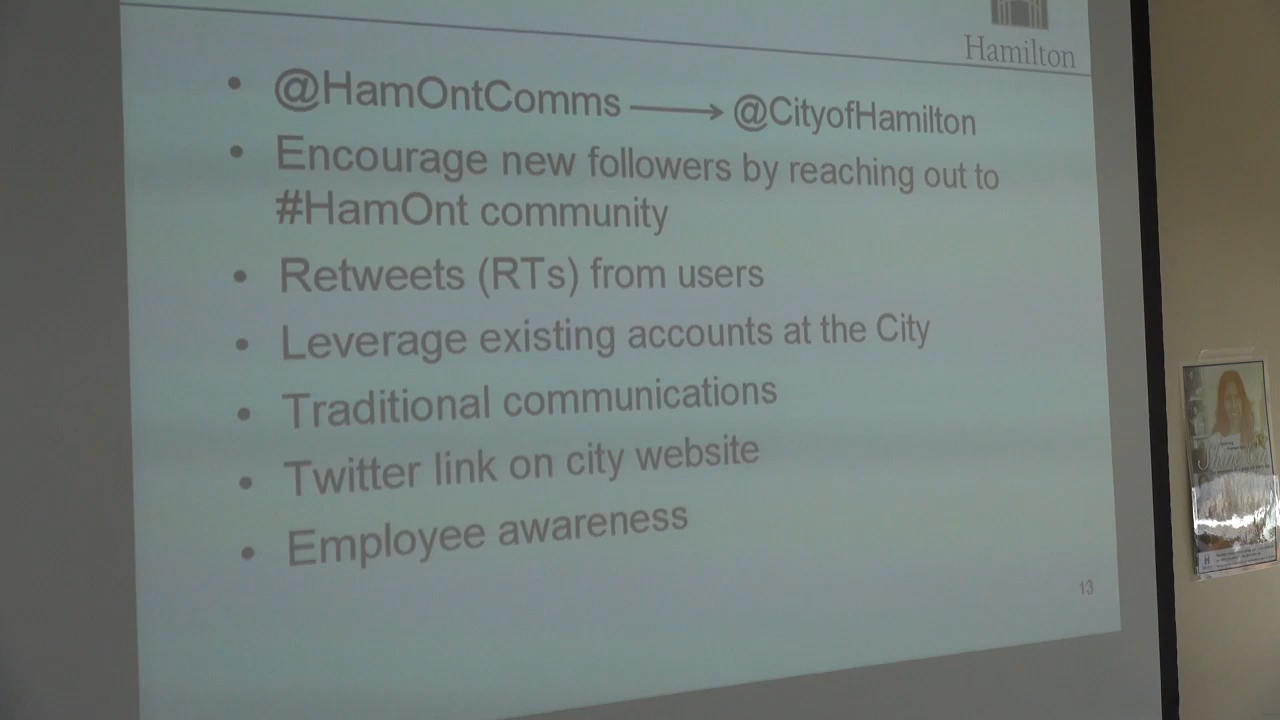 Hamilton
• @HamOntComms → @CityofHamilton
• Encourage new followers by reaching out to
#HamOnt community
• Retweets (RTs) from users
• Leverage existing accounts at the City
• Traditional communications
• Twitter link on city website
• Employee awareness
13